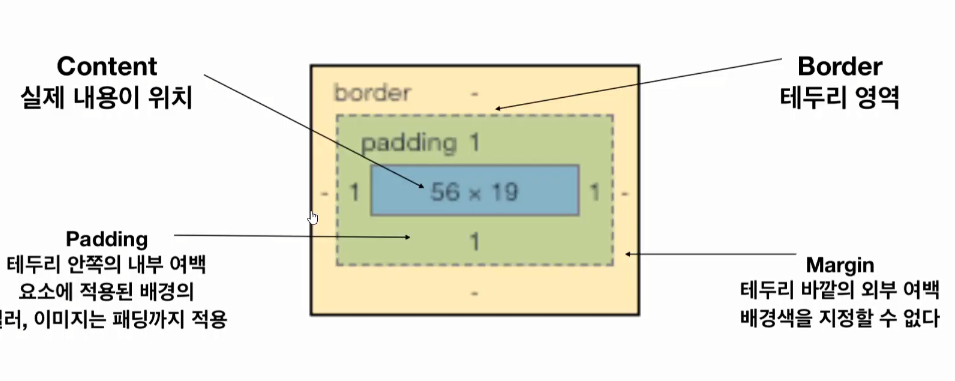 Content
실제 내용이 위치
Border
테두리 영역
border -
padding 1
- 1 56 × 19 1 -
1
-
Padding
테두리 안쪽의 내부 여백
요소에 적용된 배경의
이미지는 패딩까지 적용
Margin
테두리 바깥의 외부 여백
배경색을 지정할 수 없다